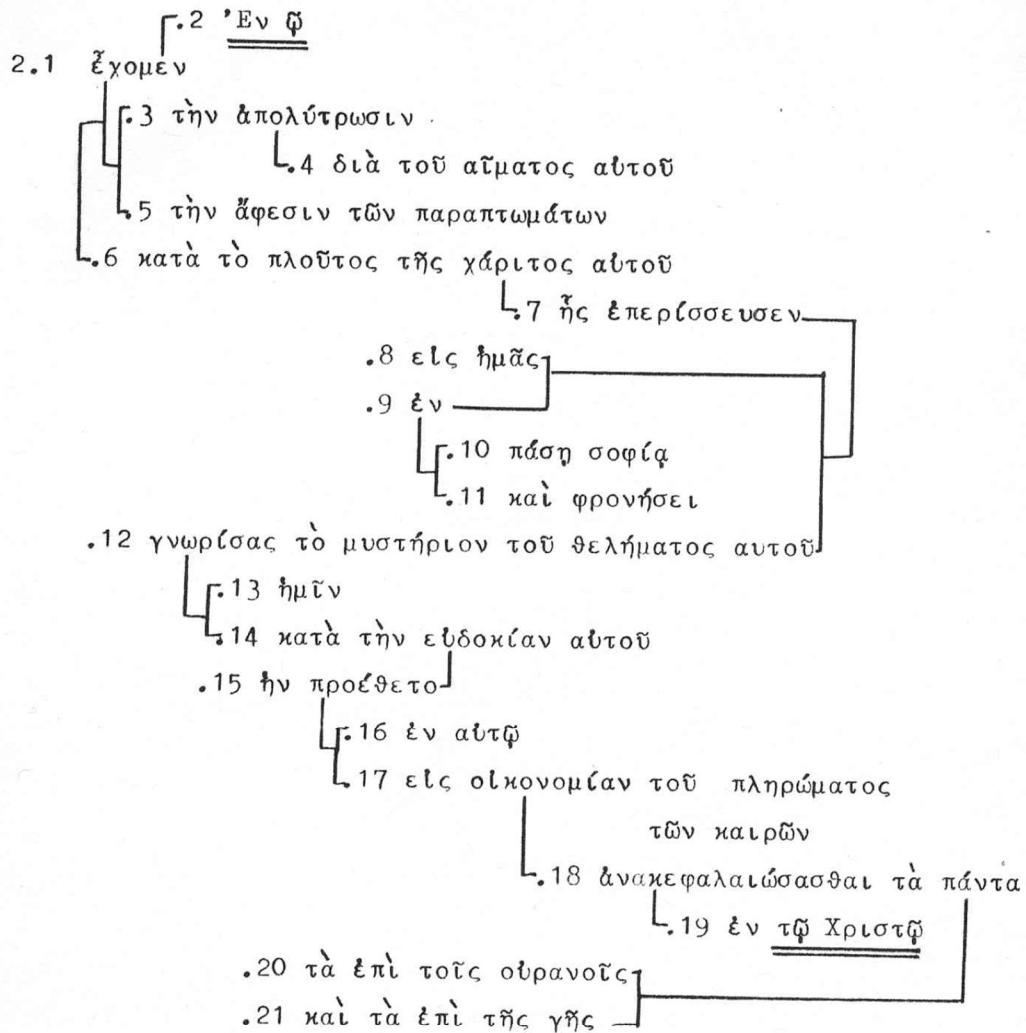 .2 Ἐν ᾧ
2.1 ἔχομεν
.3 τὴν ἀπολύτρωσιν
.4 διὰ τοῦ αἵματος αὐτοῦ
.5 τὴν ἄφεσιν τῶν παραπτωμάτων
.6 κατὰ τὸ πλοῦτος τῆς χάριτος αὐτοῦ
.7 ἧς ἐπερίσσευσεν
.8 εἰς ἡμᾶς
.9 ἐν
.10 πάσῃ σοφίᾳ
.11 καὶ φρονήσει
.12 γνωρίσας τὸ μυστήριον τοῦ θελήματος αυτοῦ
.13 ἡμῖν
.14 κατὰ τὴν εὐδοκίαν αὐτοῦ
.15 ἣν προέθετο
.16 ἐν αὐτῷ
.17 εἰς οἰκονομίαν τοῦ πληρώματος
τῶν καιρῶν
.18 ἀνακεφαλαιώσασθαι τὰ πάντα
.19 ἐν τῷ Χριστῷ
.20 τὰ ἐπὶ τοῖς οὐρανοῖς
.21 καὶ τὰ ἐπὶ τῆς γῆς